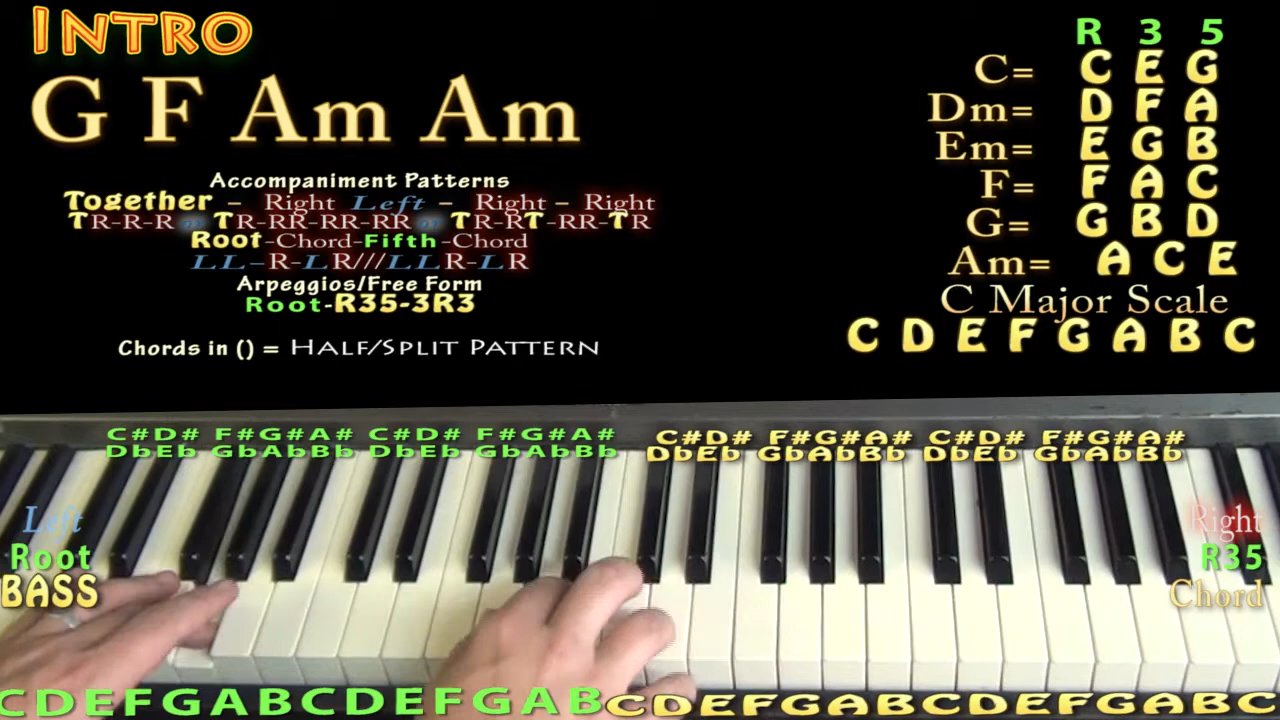 INTRO
G F Am Am
Accompaniment Patterns
Together - Right Left - Right - Right
TR-R-R or TR-RR-RR-RR or TR-RT-RR-TR
Root-Chord-Fifth-Chord
LL-R-LR///LLR-LR
Arpeggios/Free Form
Root-R35-3R3
Chords in () = HALF/SPLIT PATTERN
R 3 5
C= C E G
Dm= D F A
Em= E G B
F= F A C
G= G B D
Am= A C E
C Major Scale
C D E F G A B C
C#D# F#G#A# C#D# F#G#A# C#D# F#G#A# C#D# F#G#A#
DbEb GbAbBb DbEb GbAbBb DbEb GbAbBb DbEb GbAbBb
Left
Root
BASS
Right
R35
Chord
CDEFGABCDEFGABCDEFGABCDEFGABC